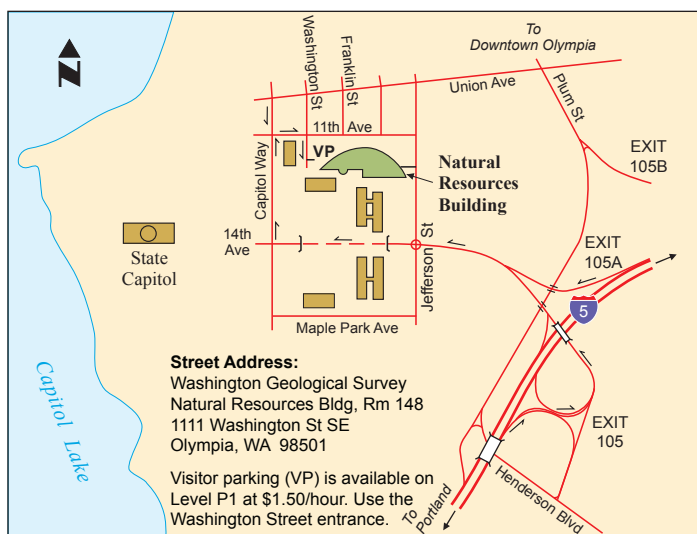 To
Downtown Olympia
Washington St
Franklin St
Union Ave
Plum St
N
11th Ave
VP
EXIT
105B
Capitol Way
Natural
Resources
Building
14th
Ave
State
Capitol
Jefferson St
EXIT
105A
5
Maple Park Ave
Capitol Lake
Street Address:
Washington Geological Survey
Natural Resources Bldg, Rm 148
1111 Washington St SE
Olympia, WA 98501
EXIT
105
Visitor parking (VP) is available on
Level P1 at $1.50/hour. Use the
Washington Street entrance.
To
Portland
Henderson Blvd